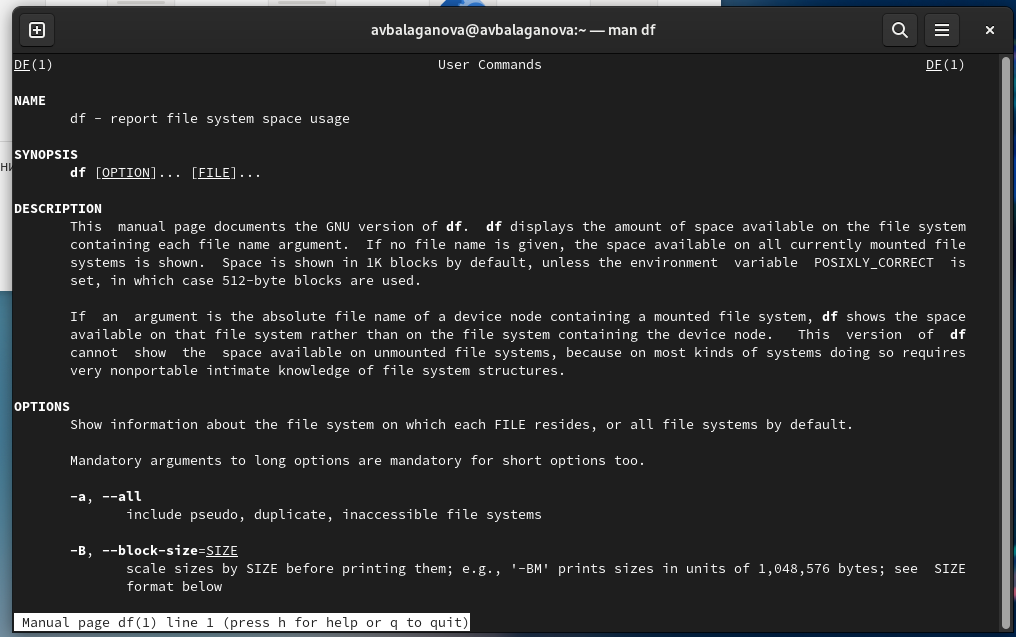 avbalaganova@avbalaganova:~ — man df
DF(1) User Commands DF(1)
NAME
df - report file system space usage
SYNOPSIS
df [OPTION]... [FILE]...
DESCRIPTION
This manual page documents the GNU version of df. df displays the amount of space available on the file system
containing each file name argument. If no file name is given, the space available on all currently mounted file
systems is shown. Space is shown in 1K blocks by default, unless the environment variable POSIXLY_CORRECT is
set, in which case 512-byte blocks are used.
If an argument is the absolute file name of a device node containing a mounted file system, df shows the space
available on that file system rather than on the file system containing the device node. This version of df
cannot show the space available on unmounted file systems, because on most kinds of systems doing so requires
very nonportable intimate knowledge of file system structures.
OPTIONS
Show information about the file system on which each FILE resides, or all file systems by default.
Mandatory arguments to long options are mandatory for short options too.
-a, --all
include pseudo, duplicate, inaccessible file systems
-B, --block-size=SIZE
scale sizes by SIZE before printing them; e.g., '-BM' prints sizes in units of 1,048,576 bytes; see SIZE
format below
Manual page df(1) line 1 (press h for help or q to quit)